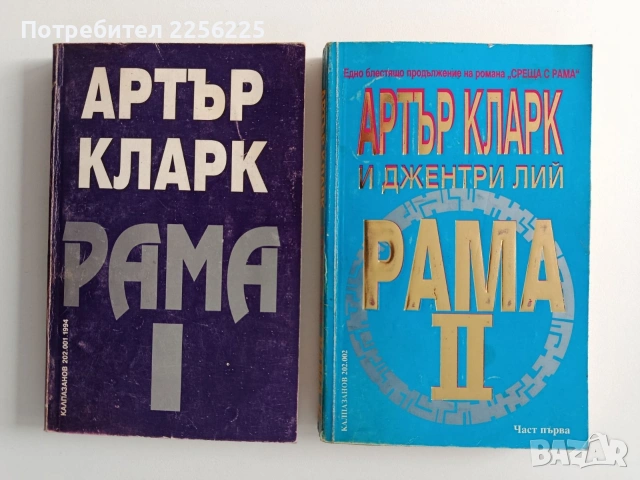 Потребител 2256225
АРТЪР
КЛАРК
РАМА
I
КАЛПАЗАНОВ 202.001.1994
Едно блестящо продължение на романа „СРЕЩА С РАМА“
АРТЪР КЛАРК
И ДЖЕНТРИ ЛИЙ
РАМА
II
КАЛПАЗАНОВ 202.002
Част първа
BAZAR